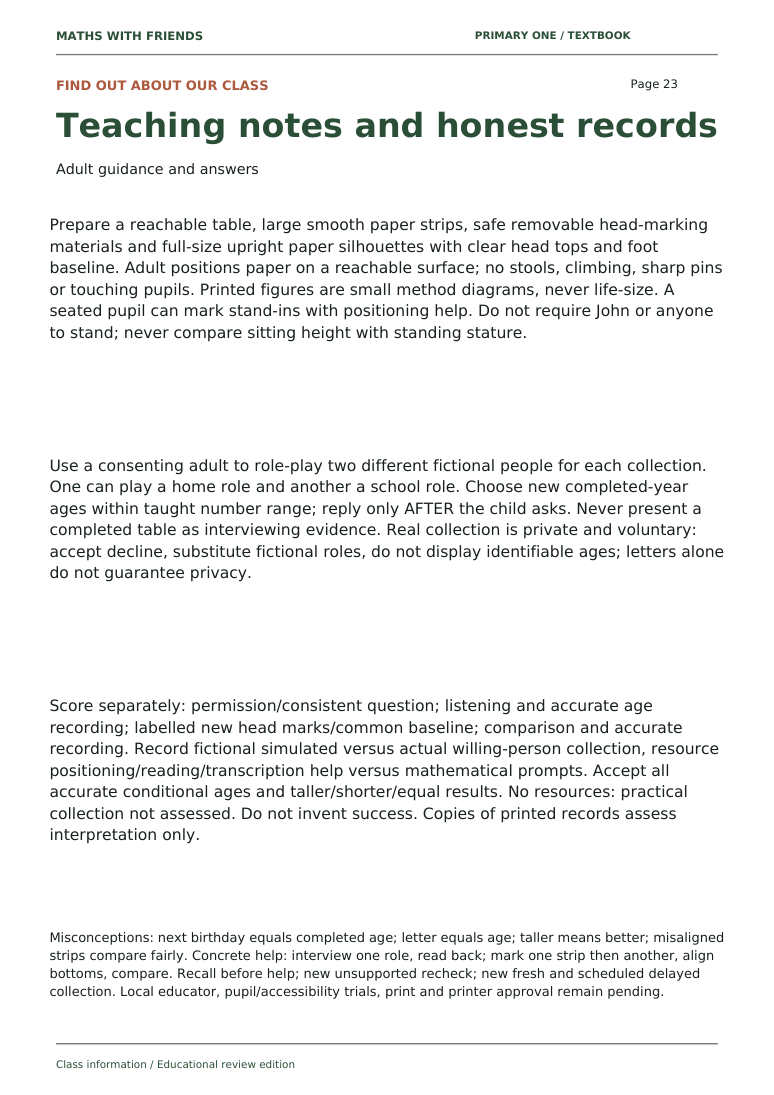 MATHS WITH FRIENDS
PRIMARY ONE / TEXTBOOK
FIND OUT ABOUT OUR CLASS
Page 23
Teaching notes and honest records
Adult guidance and answers
Prepare a reachable table, large smooth paper strips, safe removable head-marking
materials and full-size upright paper silhouettes with clear head tops and foot
baseline. Adult positions paper on a reachable surface; no stools, climbing, sharp pins
or touching pupils. Printed figures are small method diagrams, never life-size. A
seated pupil can mark stand-ins with positioning help. Do not require John or anyone
to stand; never compare sitting height with standing stature.
Use a consenting adult to role-play two different fictional people for each collection.
One can play a home role and another a school role. Choose new completed-year
ages within taught number range; reply only AFTER the child asks. Never present a
completed table as interviewing evidence. Real collection is private and voluntary:
accept decline, substitute fictional roles, do not display identifiable ages; letters alone
do not guarantee privacy.
Score separately: permission/consistent question; listening and accurate age
recording; labelled new head marks/common baseline; comparison and accurate
recording. Record fictional simulated versus actual willing-person collection, resource
positioning/reading/transcription help versus mathematical prompts. Accept all
accurate conditional ages and taller/shorter/equal results. No resources: practical
collection not assessed. Do not invent success. Copies of printed records assess
interpretation only.
Misconceptions: next birthday equals completed age; letter equals age; taller means better; misaligned
strips compare fairly. Concrete help: interview one role, read back; mark one strip then another, align
bottoms, compare. Recall before help; new unsupported recheck; new fresh and scheduled delayed
collection. Local educator, pupil/accessibility trials, print and printer approval remain pending.
Class information / Educational review edition